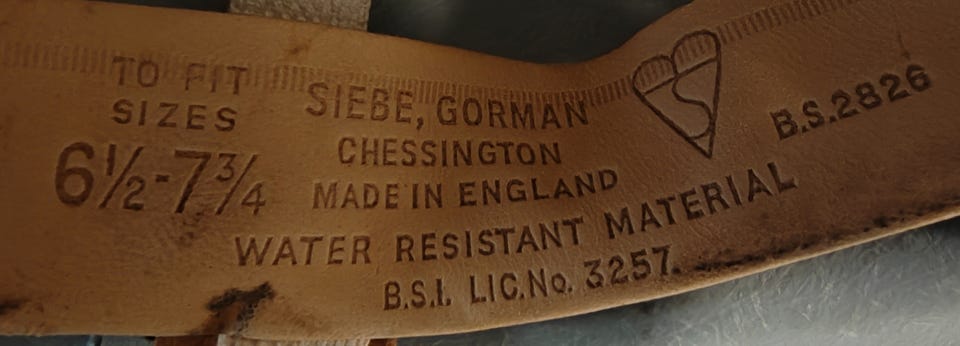 TO FIT
SIZES
6½-7¾
SIEBE, GORMAN
CHESSINGTON
MADE IN ENGLAND
WATER RESISTANT MATERIAL
B.S.I. LIC.No. 3257.
B.S.2826